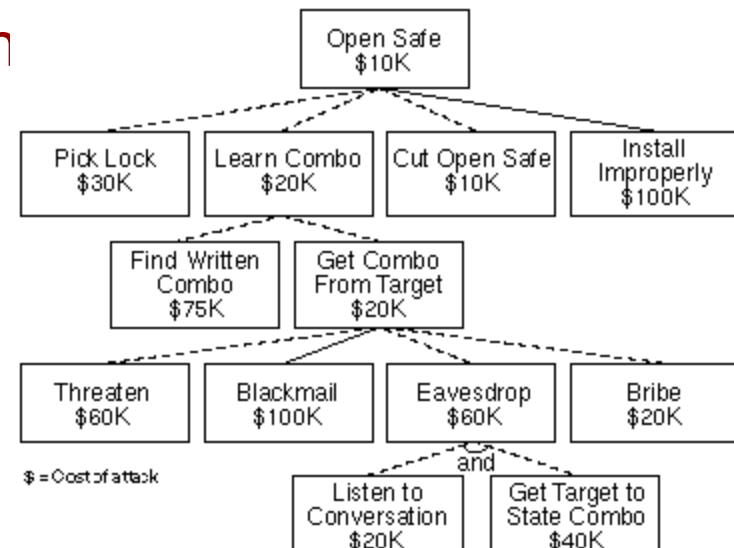 Open Safe
$10K
Pick Lock
$30K
Learn Combo
$20K
Cut Open Safe
$10K
Install
Improperly
$100K
Find Written
Combo
$75K
Get Combo
From Target
$20K
Threaten
$60K
Blackmail
$100K
Eavesdrop
$60K
Bribe
$20K
and
$ = Cost of attack
Listen to
Conversation
$20K
Get Target to
State Combo
$40K